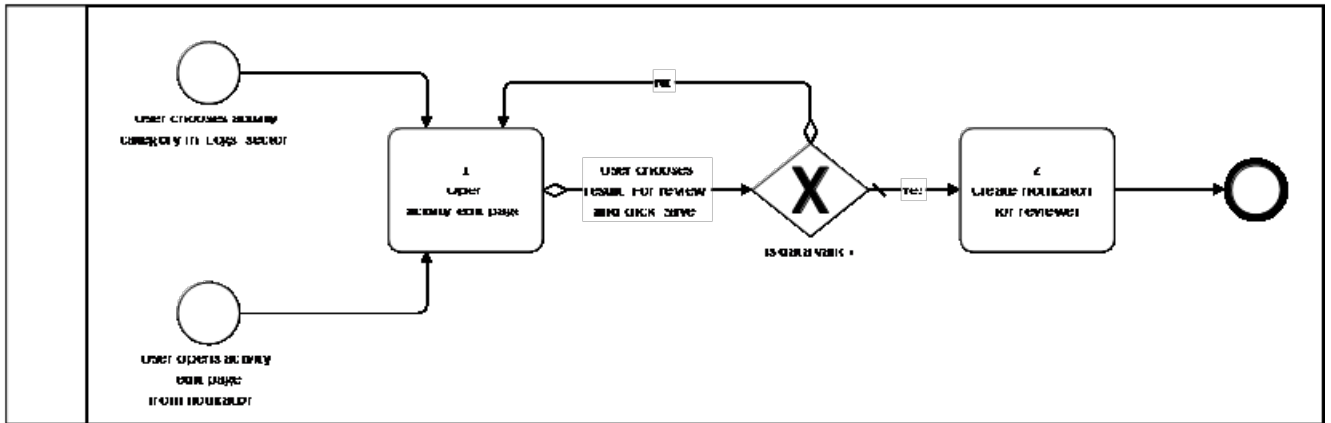 User chooses activity
category in "Logs" sector
1
Open
activity edit page
User chooses
result "For review"
and click "Save"
No
Is data valid?
Yes
2
Create notification
for reviewer
User opens activity
edit page
from notification